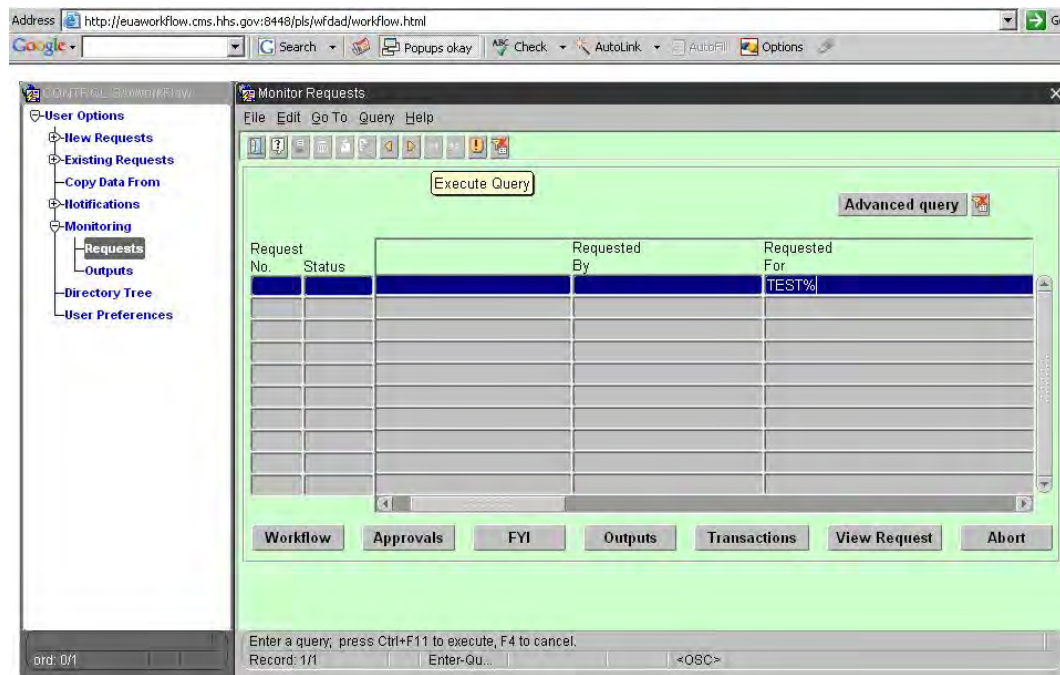 Address http://euaworkflow.cms.hhs.gov:8448/pls/wfdad/workflow.html
Google Search Popups okay ABC Check AutoLink AutoFill Options
Monitor Requests
File Edit Go To Query Help
User Options
New Requests
Existing Requests
Copy Data From
Notifications
Monitoring
Requests
Outputs
Directory Tree
User Preferences
Execute Query
Advanced query
Request Requested Requested
No. Status By For
TEST%
Workflow Approvals FYI Outputs Transactions View Request Abort
Enter a query; press Ctrl+F11 to execute, F4 to cancel.
Record: 1/1 Enter-Qu... <OSC>
ord: 0/1